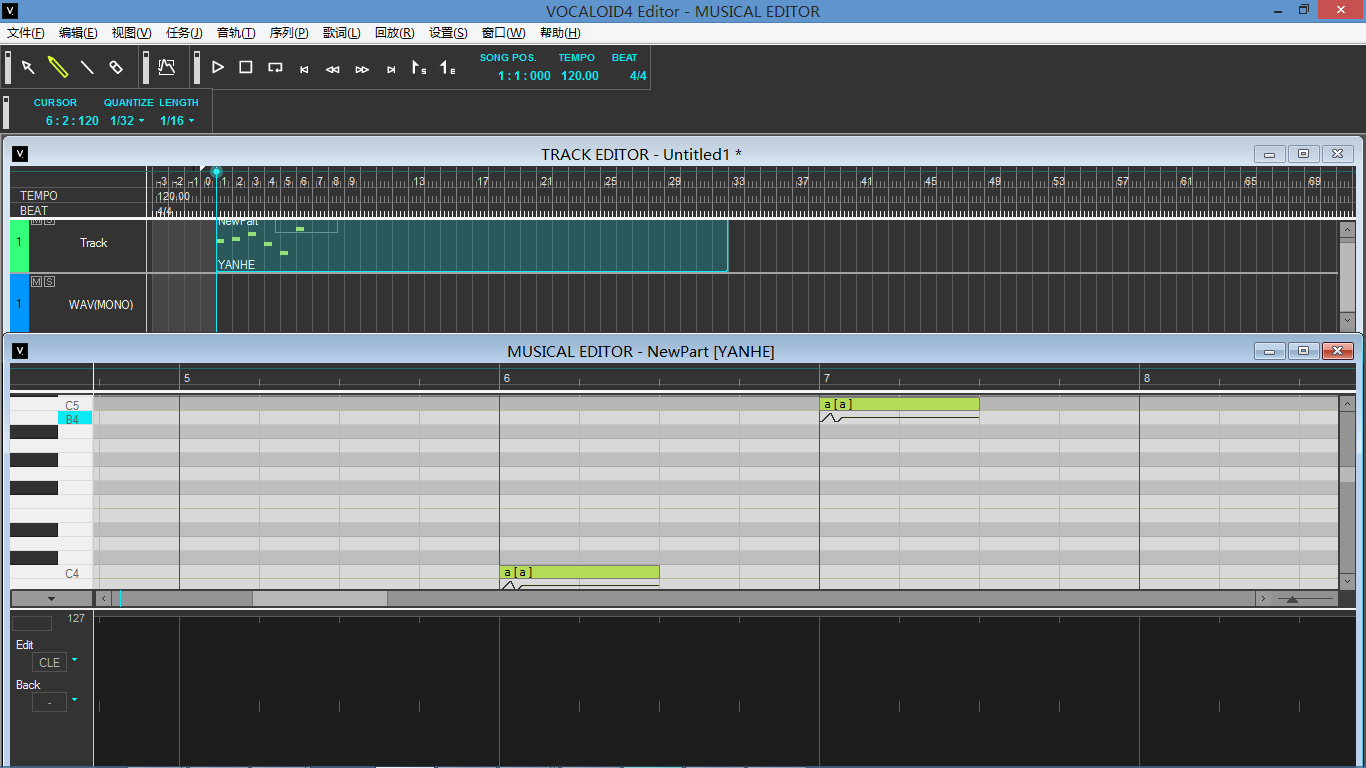 VOCALOID4 Editor - MUSICAL EDITOR
文件(F) 编辑(E) 视图(V) 任务(J) 音轨(T) 序列(P) 歌词(L) 回放(R) 设置(S) 窗口(W) 帮助(H)
SONG POS. TEMPO BEAT
1 : 1 : 000 120.00 4/4
CURSOR QUANTIZE LENGTH
6 : 2 : 120 1/32 1/16
TRACK EDITOR - Untitled1 *
-3 -2 -1 0 1 2 3 4 5 6 7 8 9 13 17 21 25 29 33 37 41 45 49 53 57 61 65 69
TEMPO 120.00
BEAT 4/4
M S NewPart
1 Track
YANHE
M S
1 WAV(MONO)
MUSICAL EDITOR - NewPart [YANHE]
5 6 7 8
C5 a [ a ]
B4
C4 a [ a ]
127
Edit
CLE
Back
-